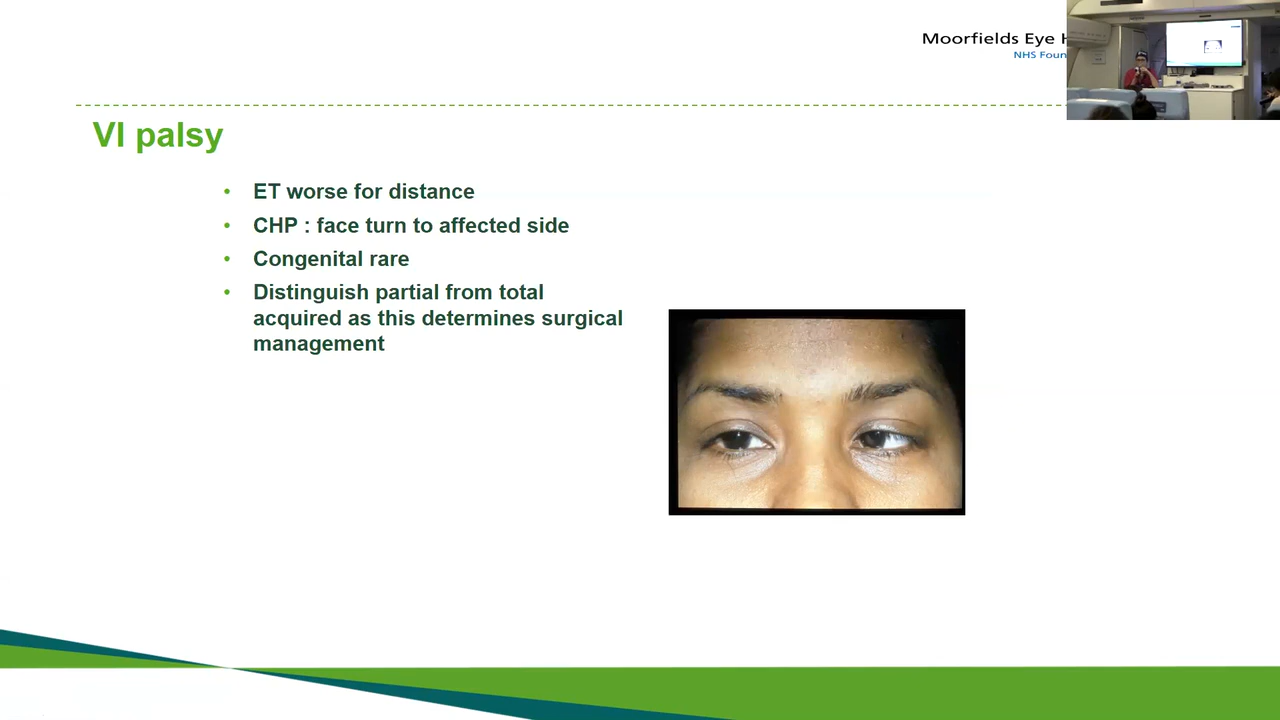 Moorfields Eye
NHS Foun
VI palsy
• ET worse for distance
• CHP : face turn to affected side
• Congenital rare
• Distinguish partial from total
acquired as this determines surgical
management